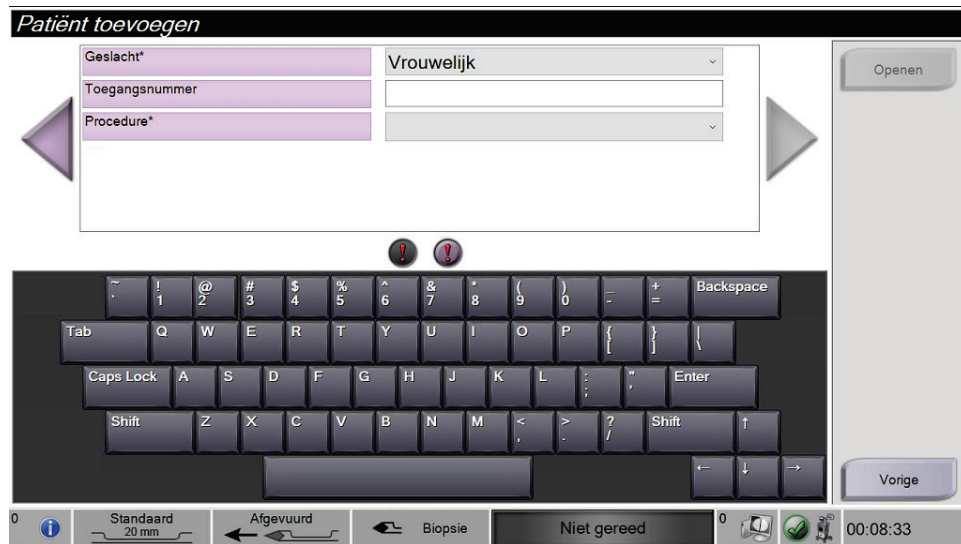 Patiënt toevoegen
Geslacht* Vrouwelijk
Openen
Toegangsnummer
Procedure*
~ ! @ # $ % ^ & * ( ) _ + Backspace
` 1 2 3 4 5 6 7 8 9 0 - =
Tab Q W E R T Y U I O P { } |
[ ] \
Caps Lock A S D F G H J K L : " Enter
; '
Shift Z X C V B N M < > ? Shift ↑
, . /
← ↓ →
Vorige
0 Standaard Afgevuurd Biopsie Niet gereed 0 00:08:33
20 mm